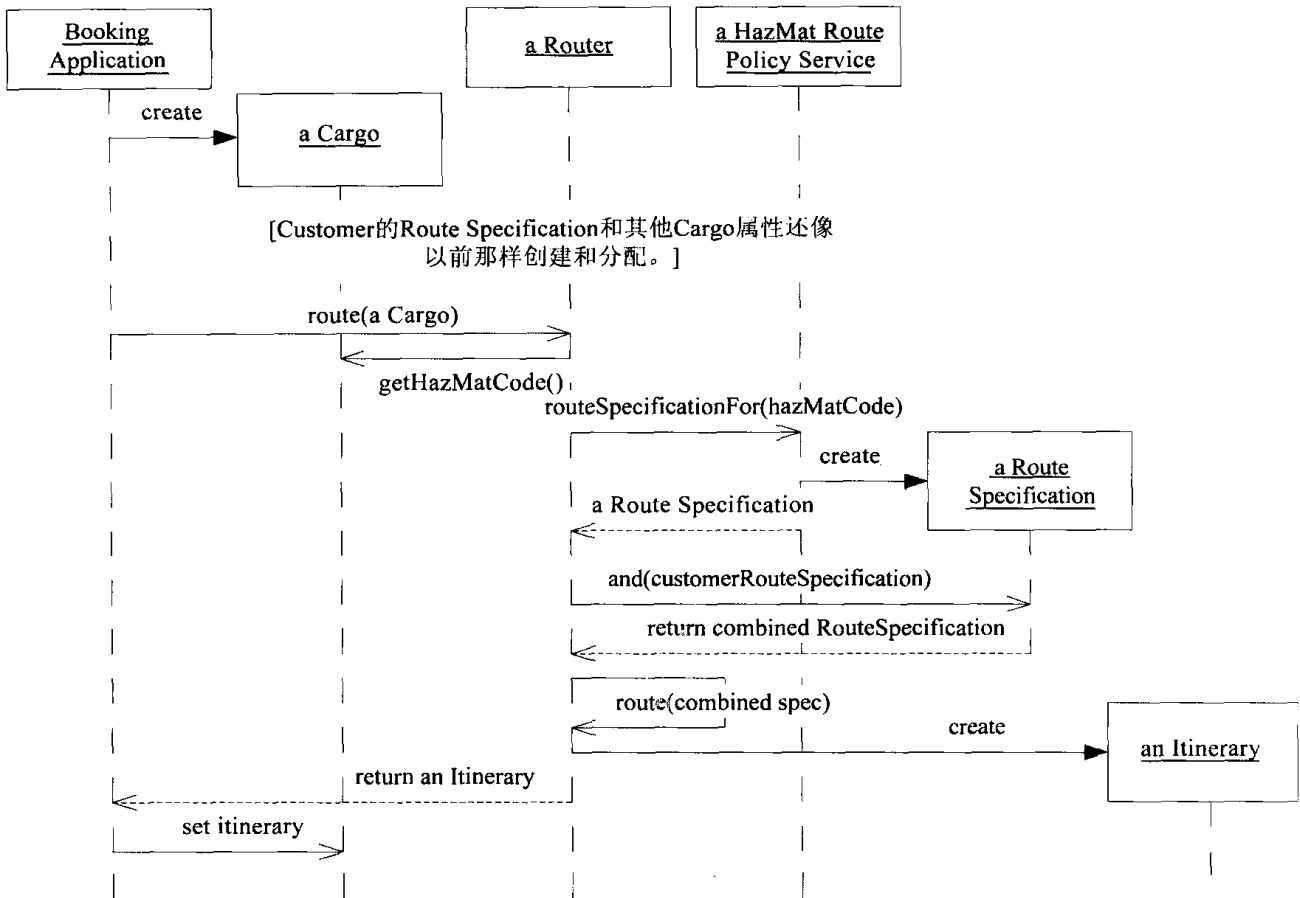 Booking
Application
a Router
a HazMat Route
Policy Service
create
a Cargo
[Customer的Route Specification和其他Cargo属性还像
以前那样创建和分配。]
route(a Cargo)
getHazMatCode()
routeSpecificationFor(hazMatCode)
create
a Route
Specification
a Route Specification
and(customerRouteSpecification)
return combined RouteSpecification
route(combined spec)
create
an Itinerary
return an Itinerary
set itinerary